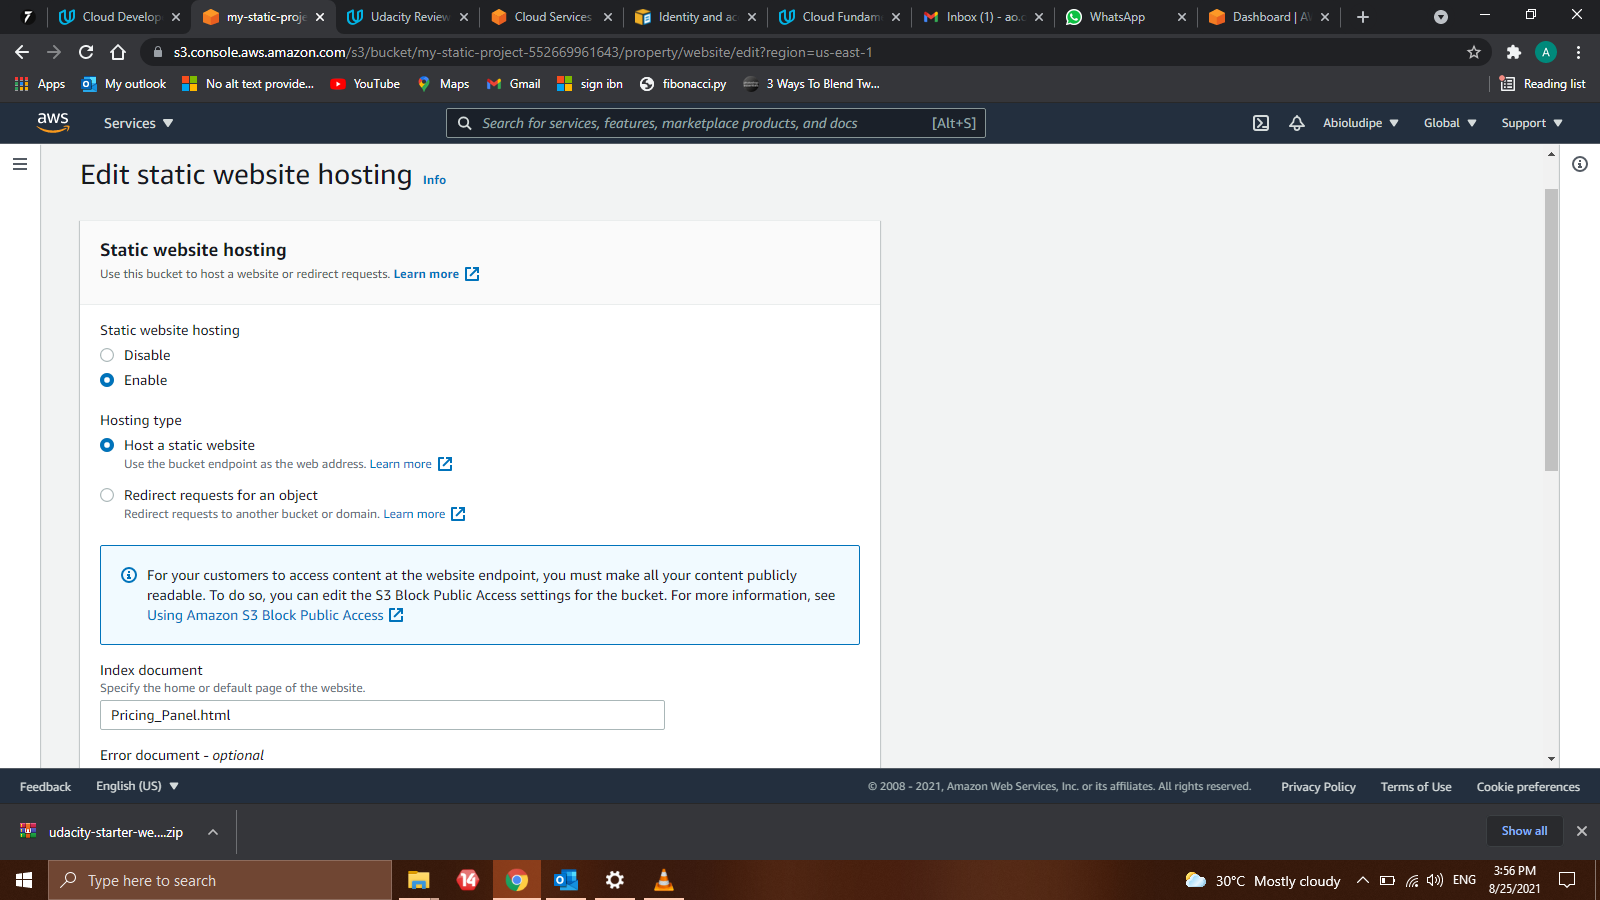 Cloud Develop
my-static-proje
Udacity Review
Cloud Services
Identity and ac
Cloud Fundam
Inbox (1) - ao.c
WhatsApp
Dashboard | A
s3.console.aws.amazon.com/s3/bucket/my-static-project-552669961643/property/website/edit?region=us-east-1
A
Apps
My outlook
No alt text provide...
YouTube
Maps
Gmail
sign ibn
fibonacci.py
3 Ways To Blend Tw...
Reading list
aws
Services
Search for services, features, marketplace products, and docs
[Alt+S]
Abioludipe
Global
Support
Edit static website hosting Info
Static website hosting
Use this bucket to host a website or redirect requests. Learn more
Static website hosting
Disable
Enable
Hosting type
Host a static website
Use the bucket endpoint as the web address. Learn more
Redirect requests for an object
Redirect requests to another bucket or domain. Learn more
For your customers to access content at the website endpoint, you must make all your content publicly
readable. To do so, you can edit the S3 Block Public Access settings for the bucket. For more information, see
Using Amazon S3 Block Public Access
Index document
Specify the home or default page of the website.
Pricing_Panel.html
Error document - optional
Feedback
English (US)
© 2008 - 2021, Amazon Web Services, Inc. or its affiliates. All rights reserved.
Privacy Policy
Terms of Use
Cookie preferences
udacity-starter-we....zip
Show all
Type here to search
14
30°C Mostly cloudy
ENG
3:56 PM
8/25/2021